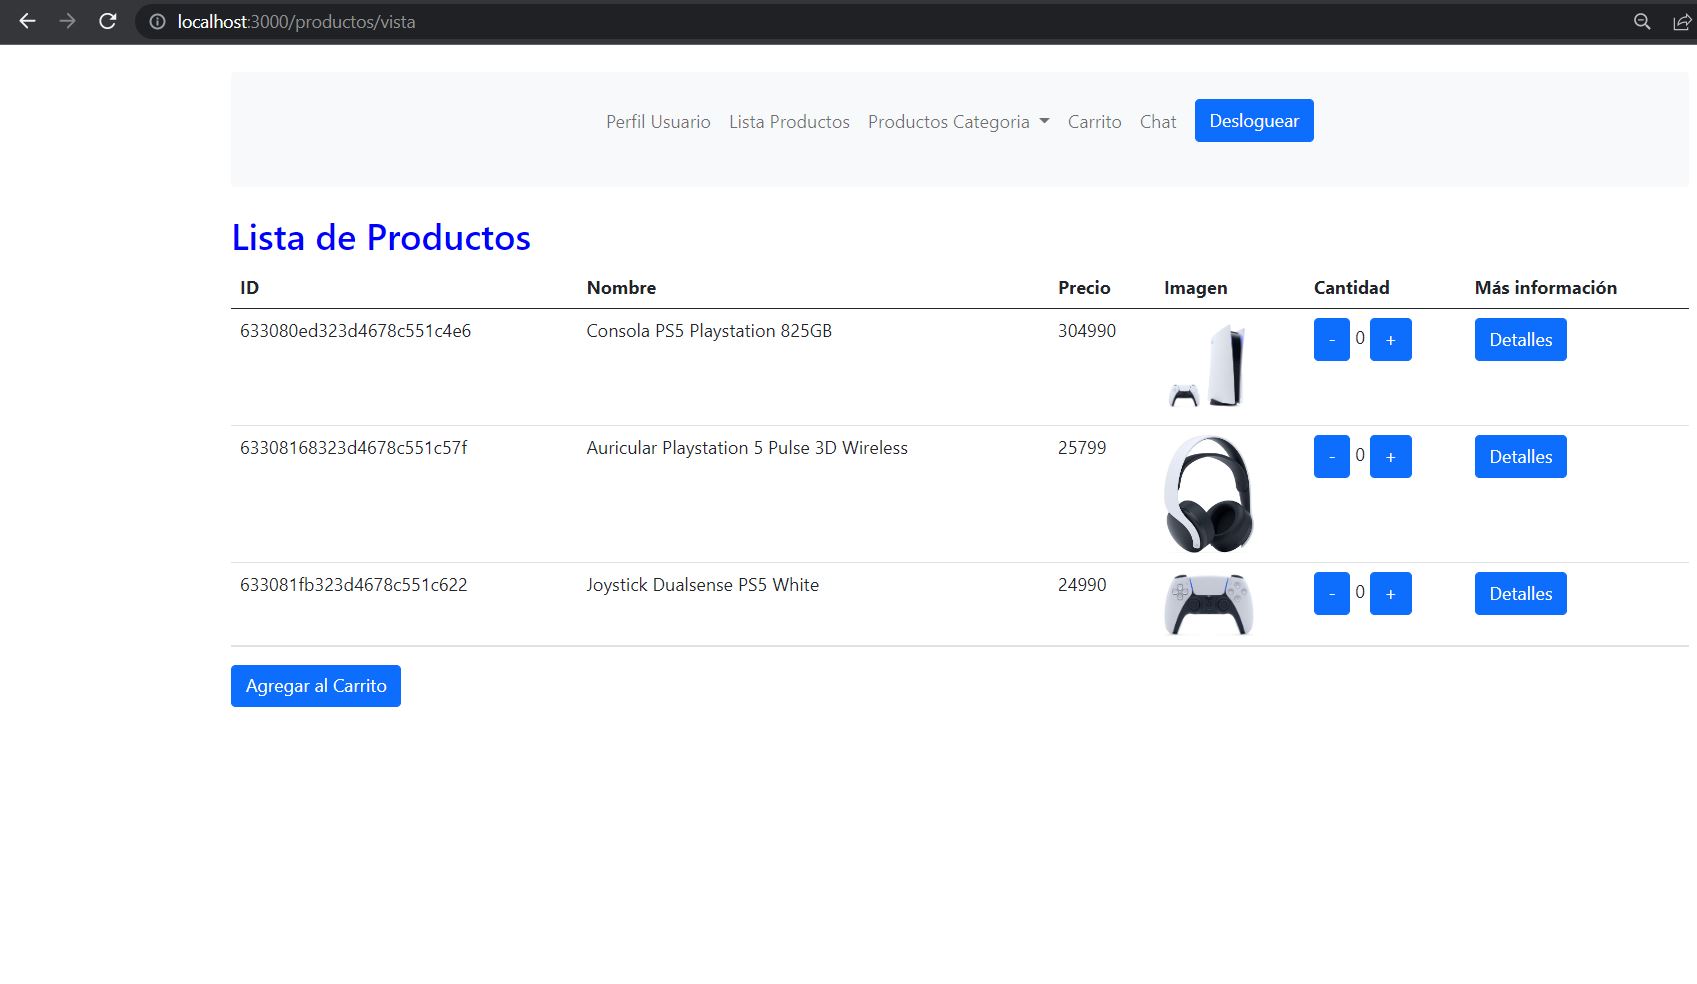 localhost:3000/productos/vista
Perfil Usuario Lista Productos Productos Categoria Carrito Chat Desloguear
Lista de Productos
ID Nombre Precio Imagen Cantidad Más información
633080ed323d4678c551c4e6 Consola PS5 Playstation 825GB 304990 - 0 + Detalles
63308168323d4678c551c57f Auricular Playstation 5 Pulse 3D Wireless 25799 - 0 + Detalles
633081fb323d4678c551c622 Joystick Dualsense PS5 White 24990 - 0 + Detalles
Agregar al Carrito